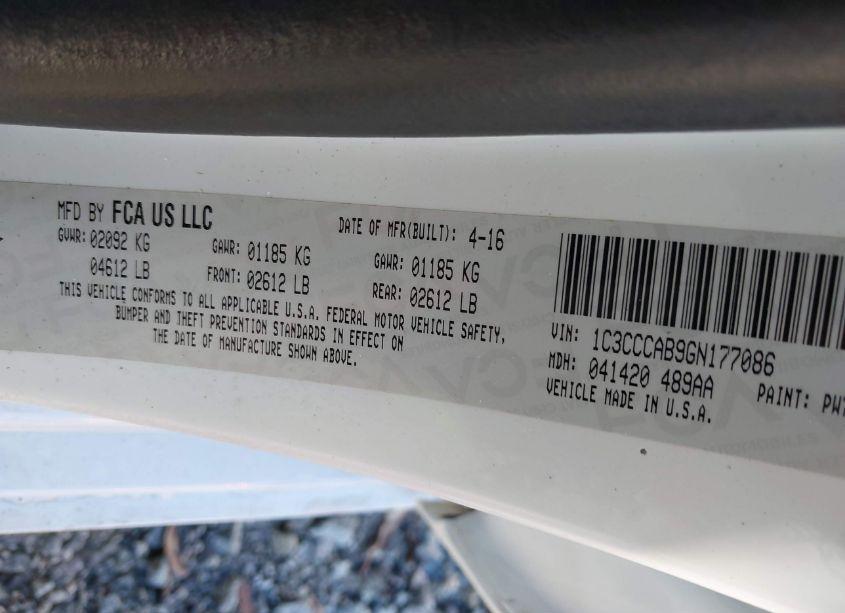 MFD BY FCA US LLC
DATE OF MFR(BUILT): 4-16
GVWR: 02092 KG
GAWR: 01185 KG
GAWR: 01185 KG
04612 LB
FRONT: 02612 LB
REAR: 02612 LB
THIS VEHICLE CONFORMS TO ALL APPLICABLE U.S.A. FEDERAL MOTOR VEHICLE SAFETY,
BUMPER AND THEFT PREVENTION STANDARDS IN EFFECT ON
THE DATE OF MANUFACTURE SHOWN ABOVE.
VIN: 1C3CCCAB9GN177086
MDH: 041420 489AA
PAINT: PW7
VEHICLE MADE IN U.S.A.